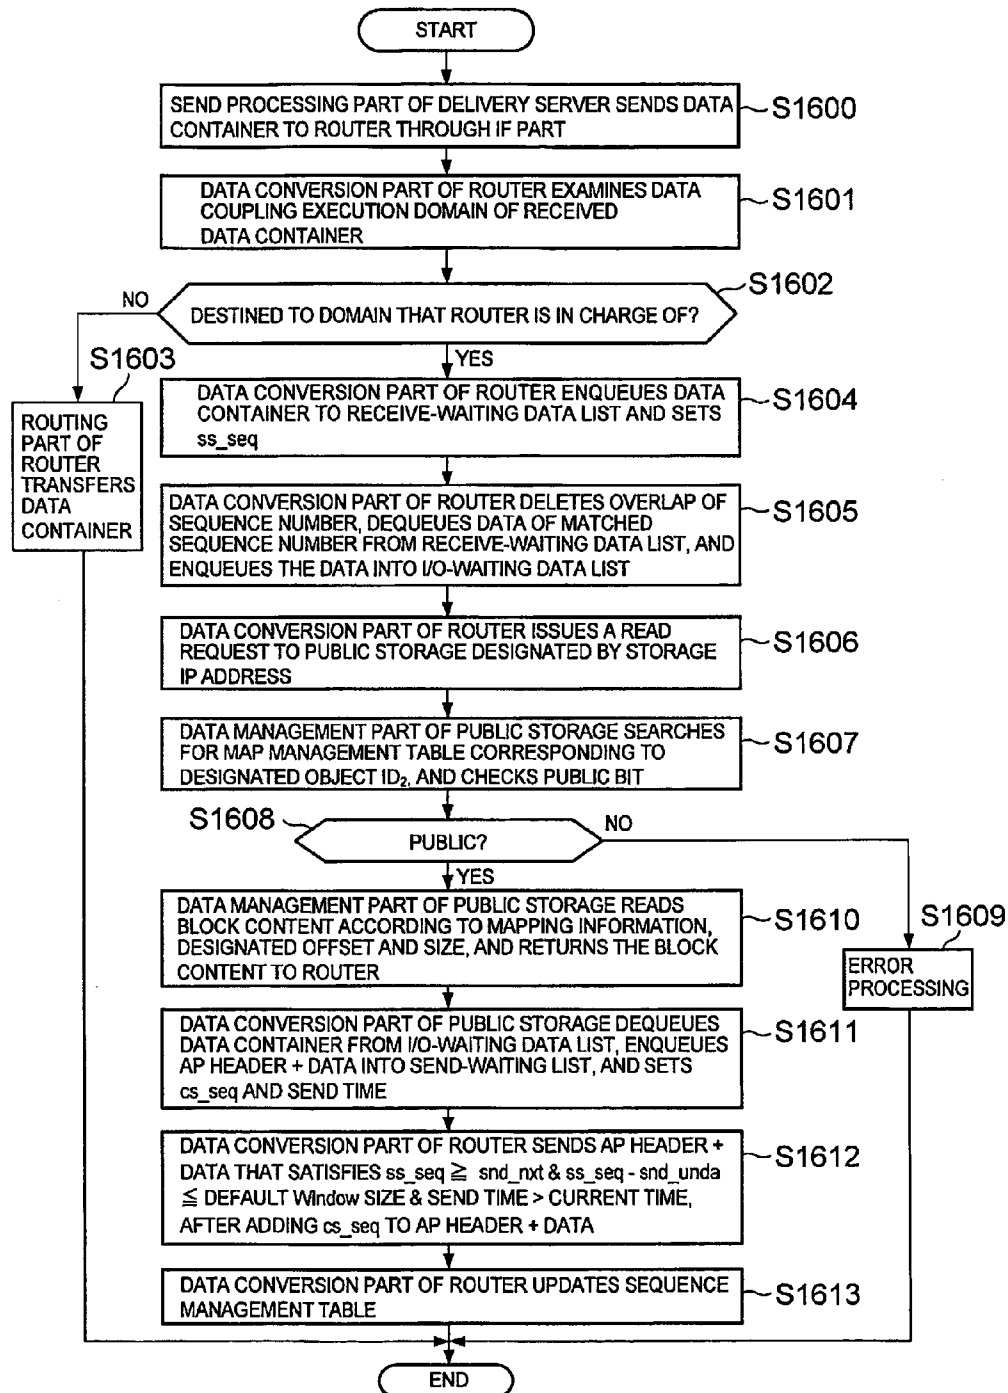 START
SEND PROCESSING PART OF DELIVERY SERVER SENDS DATA
CONTAINER TO ROUTER THROUGH IF PART
S1600
DATA CONVERSION PART OF ROUTER EXAMINES DATA
COUPLING EXECUTION DOMAIN OF RECEIVED
DATA CONTAINER
S1601
S1602
NO
DESTINED TO DOMAIN THAT ROUTER IS IN CHARGE OF?
YES
S1603
ROUTING
PART OF
ROUTER
TRANSFERS
DATA
CONTAINER
DATA CONVERSION PART OF ROUTER ENQUEUES DATA
CONTAINER TO RECEIVE-WAITING DATA LIST AND SETS
ss_seq
S1604
DATA CONVERSION PART OF ROUTER DELETES OVERLAP OF
SEQUENCE NUMBER, DEQUEUES DATA OF MATCHED
SEQUENCE NUMBER FROM RECEIVE-WAITING DATA LIST, AND
ENQUEUES THE DATA INTO I/O-WAITING DATA LIST
S1605
DATA CONVERSION PART OF ROUTER ISSUES A READ
REQUEST TO PUBLIC STORAGE DESIGNATED BY STORAGE
IP ADDRESS
S1606
DATA MANAGEMENT PART OF PUBLIC STORAGE SEARCHES
FOR MAP MANAGEMENT TABLE CORRESPONDING TO
DESIGNATED OBJECT ID₂, AND CHECKS PUBLIC BIT
S1607
S1608
PUBLIC?
NO
YES
DATA MANAGEMENT PART OF PUBLIC STORAGE READS
BLOCK CONTENT ACCORDING TO MAPPING INFORMATION,
DESIGNATED OFFSET AND SIZE, AND RETURNS THE BLOCK
CONTENT TO ROUTER
S1610
S1609
ERROR
PROCESSING
DATA CONVERSION PART OF PUBLIC STORAGE DEQUEUES
DATA CONTAINER FROM I/O-WAITING DATA LIST, ENQUEUES
AP HEADER + DATA INTO SEND-WAITING LIST, AND SETS
cs_seq AND SEND TIME
S1611
DATA CONVERSION PART OF ROUTER SENDS AP HEADER +
DATA THAT SATISFIES ss_seq ≧ snd_nxt & ss_seq - snd_unda
≦ DEFAULT Window SIZE & SEND TIME > CURRENT TIME,
AFTER ADDING cs_seq TO AP HEADER + DATA
S1612
DATA CONVERSION PART OF ROUTER UPDATES SEQUENCE
MANAGEMENT TABLE
S1613
END